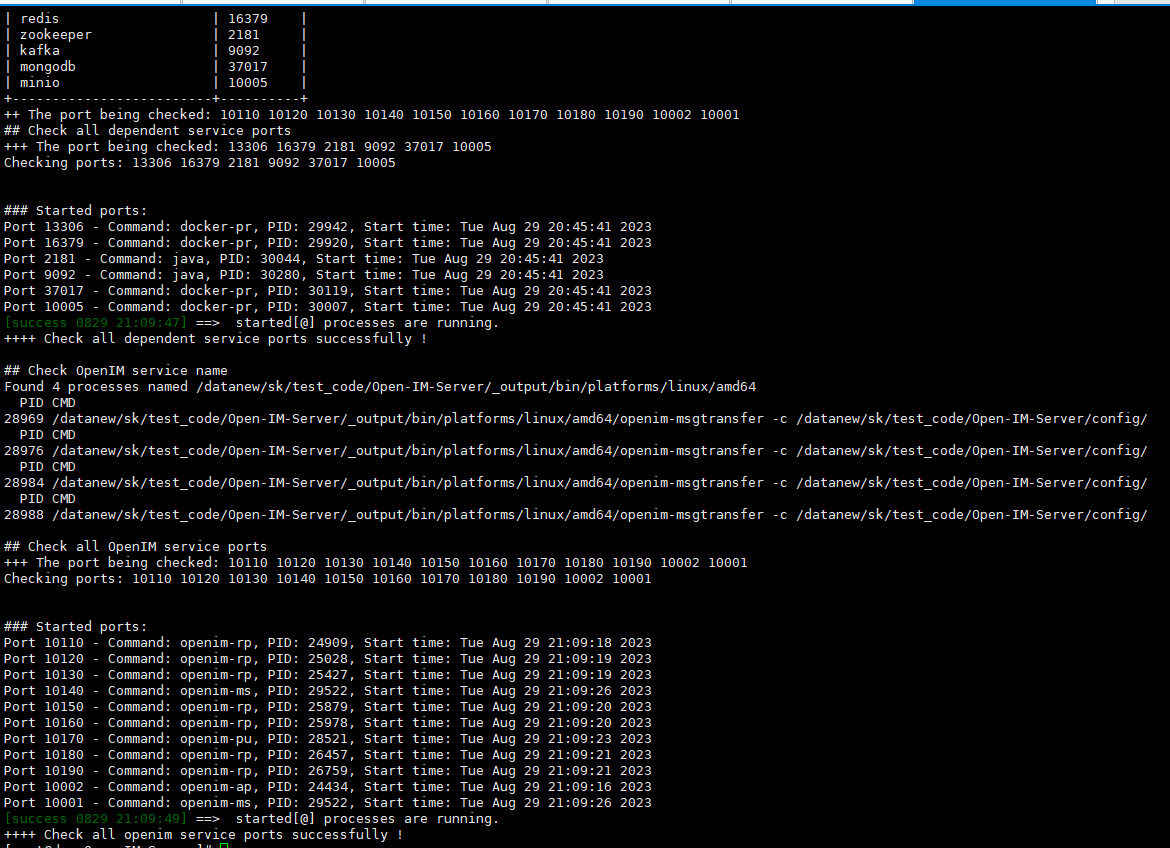 | redis | 16379 |
| zookeeper | 2181 |
| kafka | 9092 |
| mongodb | 37017 |
| minio | 10005 |
+-------------------------+----------+
++ The port being checked: 10110 10120 10130 10140 10150 10160 10170 10180 10190 10002 10001
## Check all dependent service ports
+++ The port being checked: 13306 16379 2181 9092 37017 10005
Checking ports: 13306 16379 2181 9092 37017 10005
### Started ports:
Port 13306 - Command: docker-pr, PID: 29942, Start time: Tue Aug 29 20:45:41 2023
Port 16379 - Command: docker-pr, PID: 29920, Start time: Tue Aug 29 20:45:41 2023
Port 2181 - Command: java, PID: 30044, Start time: Tue Aug 29 20:45:41 2023
Port 9092 - Command: java, PID: 30280, Start time: Tue Aug 29 20:45:41 2023
Port 37017 - Command: docker-pr, PID: 30119, Start time: Tue Aug 29 20:45:41 2023
Port 10005 - Command: docker-pr, PID: 30007, Start time: Tue Aug 29 20:45:41 2023
[success 0829 21:09:47] ==>  started[@] processes are running.
++++ Check all dependent service ports successfully !
## Check OpenIM service name
Found 4 processes named /datanew/sk/test_code/Open-IM-Server/_output/bin/platforms/linux/amd64
PID CMD
28969 /datanew/sk/test_code/Open-IM-Server/_output/bin/platforms/linux/amd64/openim-msgtransfer -c /datanew/sk/test_code/Open-IM-Server/config/
PID CMD
28976 /datanew/sk/test_code/Open-IM-Server/_output/bin/platforms/linux/amd64/openim-msgtransfer -c /datanew/sk/test_code/Open-IM-Server/config/
PID CMD
28984 /datanew/sk/test_code/Open-IM-Server/_output/bin/platforms/linux/amd64/openim-msgtransfer -c /datanew/sk/test_code/Open-IM-Server/config/
PID CMD
28988 /datanew/sk/test_code/Open-IM-Server/_output/bin/platforms/linux/amd64/openim-msgtransfer -c /datanew/sk/test_code/Open-IM-Server/config/
## Check all OpenIM service ports
+++ The port being checked: 10110 10120 10130 10140 10150 10160 10170 10180 10190 10002 10001
Checking ports: 10110 10120 10130 10140 10150 10160 10170 10180 10190 10002 10001
### Started ports:
Port 10110 - Command: openim-rp, PID: 24909, Start time: Tue Aug 29 21:09:18 2023
Port 10120 - Command: openim-rp, PID: 25028, Start time: Tue Aug 29 21:09:19 2023
Port 10130 - Command: openim-rp, PID: 25427, Start time: Tue Aug 29 21:09:19 2023
Port 10140 - Command: openim-ms, PID: 29522, Start time: Tue Aug 29 21:09:26 2023
Port 10150 - Command: openim-rp, PID: 25879, Start time: Tue Aug 29 21:09:20 2023
Port 10160 - Command: openim-rp, PID: 25978, Start time: Tue Aug 29 21:09:20 2023
Port 10170 - Command: openim-pu, PID: 28521, Start time: Tue Aug 29 21:09:23 2023
Port 10180 - Command: openim-rp, PID: 26457, Start time: Tue Aug 29 21:09:21 2023
Port 10190 - Command: openim-rp, PID: 26759, Start time: Tue Aug 29 21:09:21 2023
Port 10002 - Command: openim-ap, PID: 24434, Start time: Tue Aug 29 21:09:16 2023
Port 10001 - Command: openim-ms, PID: 29522, Start time: Tue Aug 29 21:09:26 2023
[success 0829 21:09:49] ==>  started[@] processes are running.
++++ Check all openim service ports successfully !